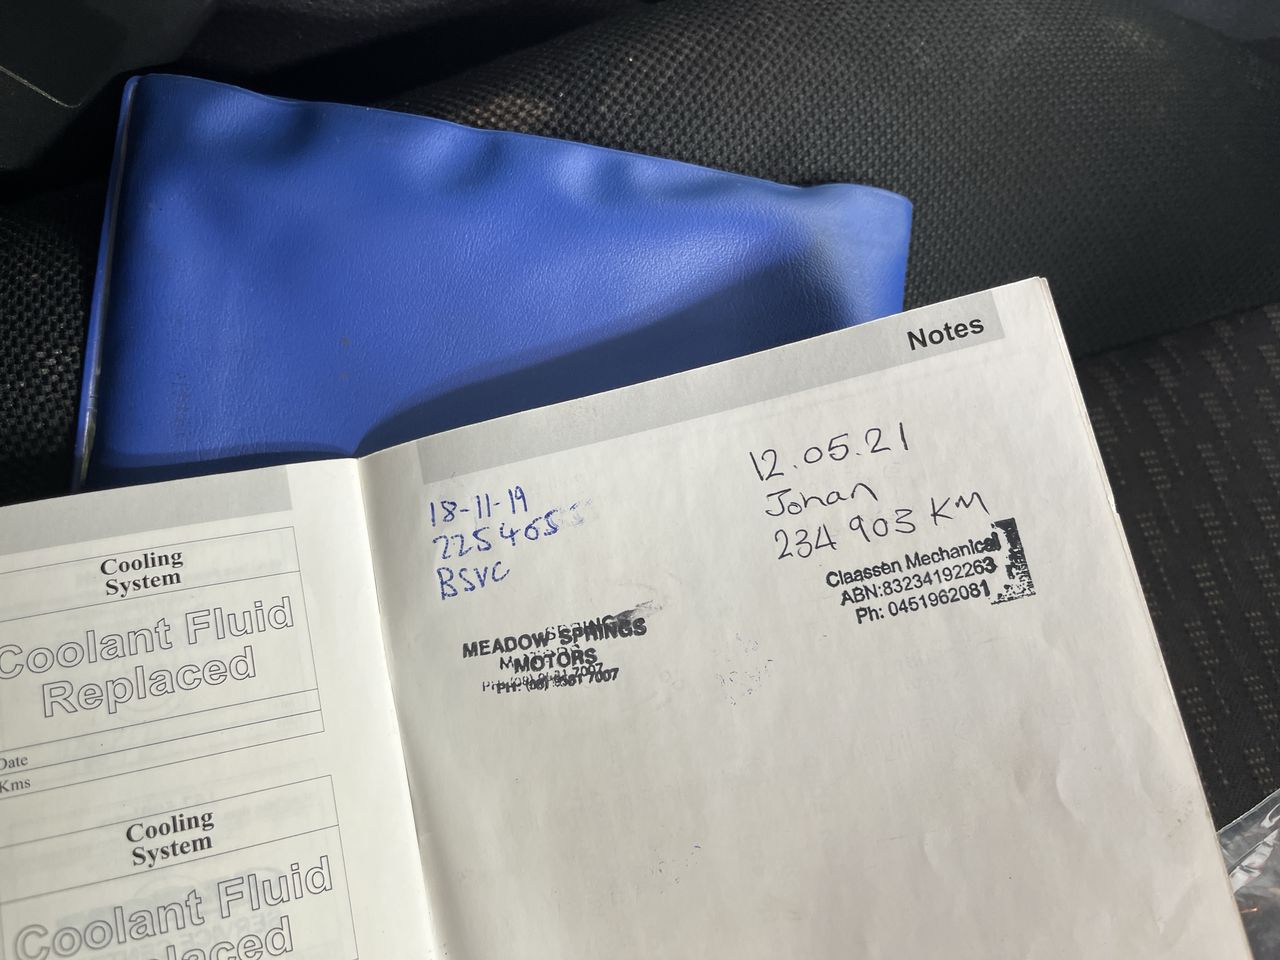 Cooling
System
Coolant Fluid
Replaced
Date
Kms
Cooling
System
Coolant Fluid
Notes
18-11-19
BSVC
MEADOW SPRINGS
MOTORS
12.05.21
Johan
234 903 KM
Claassen Mechanical
ABN:83234192263
Ph: 0451962081